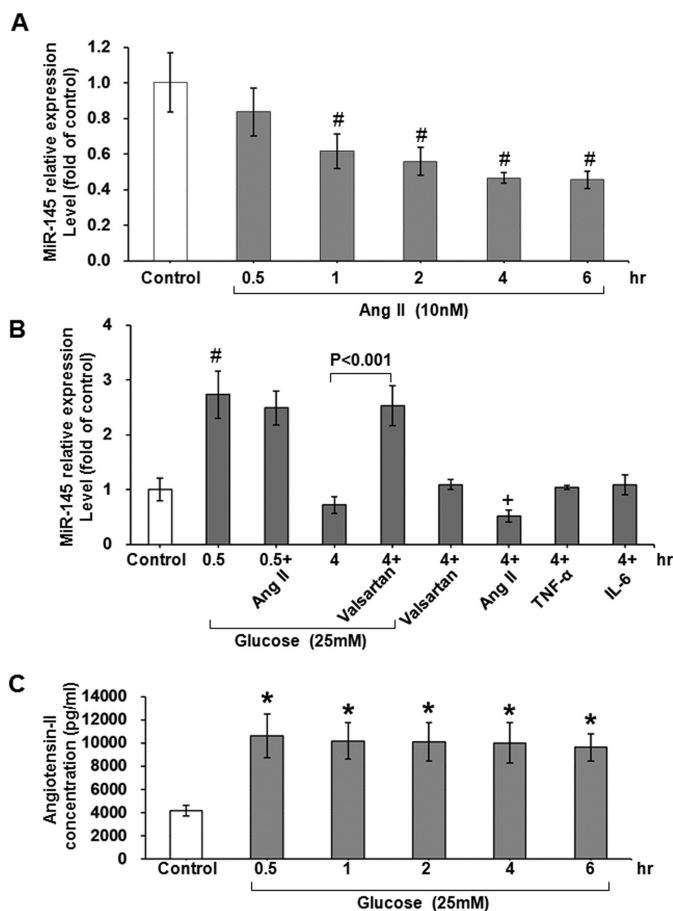 A
MiR-145 relative expression
Level (fold of control)
1.2
1.0
0.8
0.6
0.4
0.2
0.0
# # # #
Control 0.5 1 2 4 6 hr
Ang II (10nM)
B
MiR-145 relative expression
Level (fold of control)
4
3
2
1
0
#
P<0.001
+
Control 0.5 0.5+ 4 4+ 4+ 4+ 4+ 4+ hr
Ang II Valsartan Valsartan Ang II TNF-α IL-6
Glucose (25mM)
C
Angiotensin-II
concentration (pg/ml)
14000
12000
10000
8000
6000
4000
2000
0
* * * * *
Control 0.5 1 2 4 6 hr
Glucose (25mM)